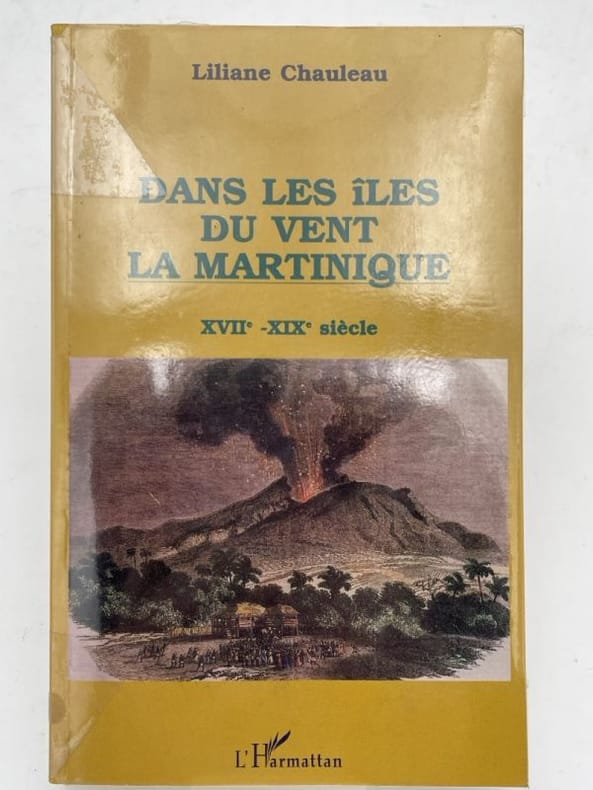 Liliane Chauleau
DANS LES îLES
DU VENT
LA MARTINIQUE
XVIIe -XIXe siècle
L'Harmattan